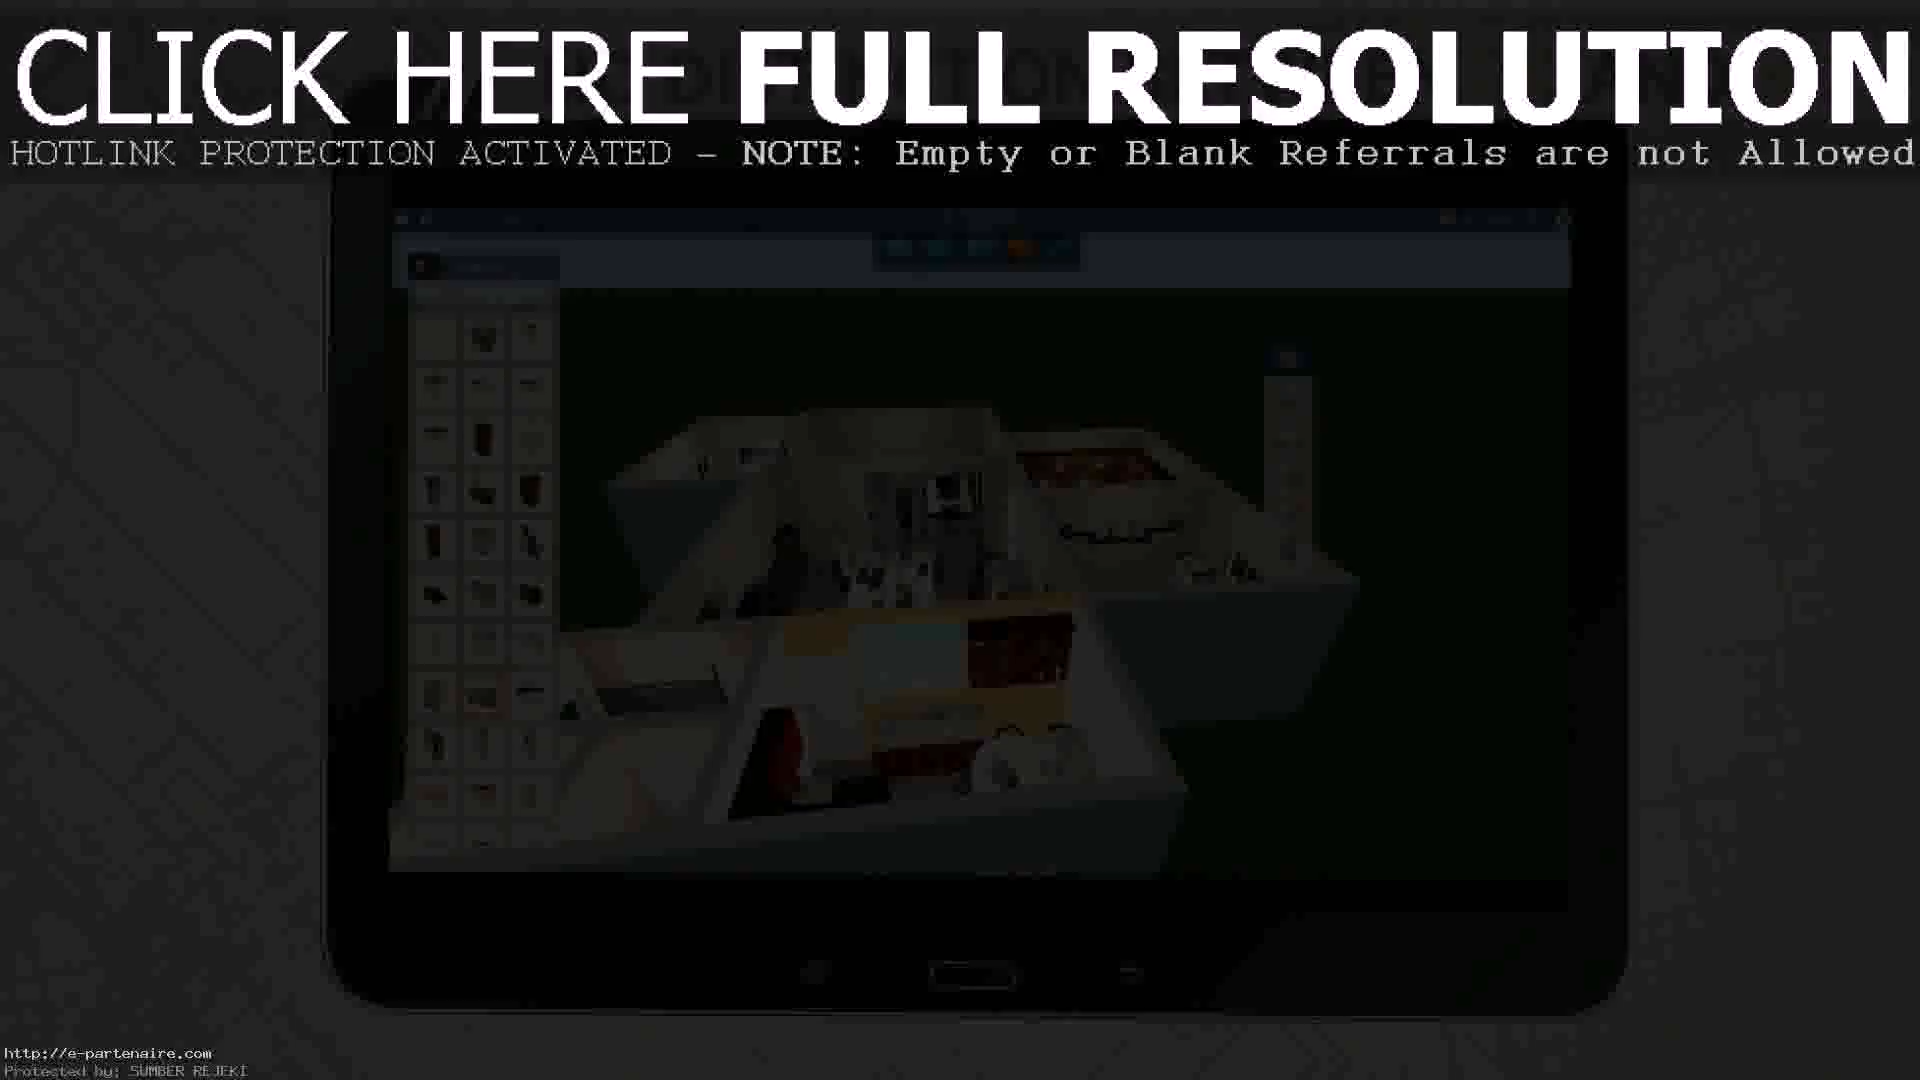 CLICK HERE FULL RESOLUTION
HOTLINK PROTECTION ACTIVATED – NOTE: Empty or Blank Referrals are not Allowed
http://e-partenaire.com
Protected by: SUMBER REJEKI